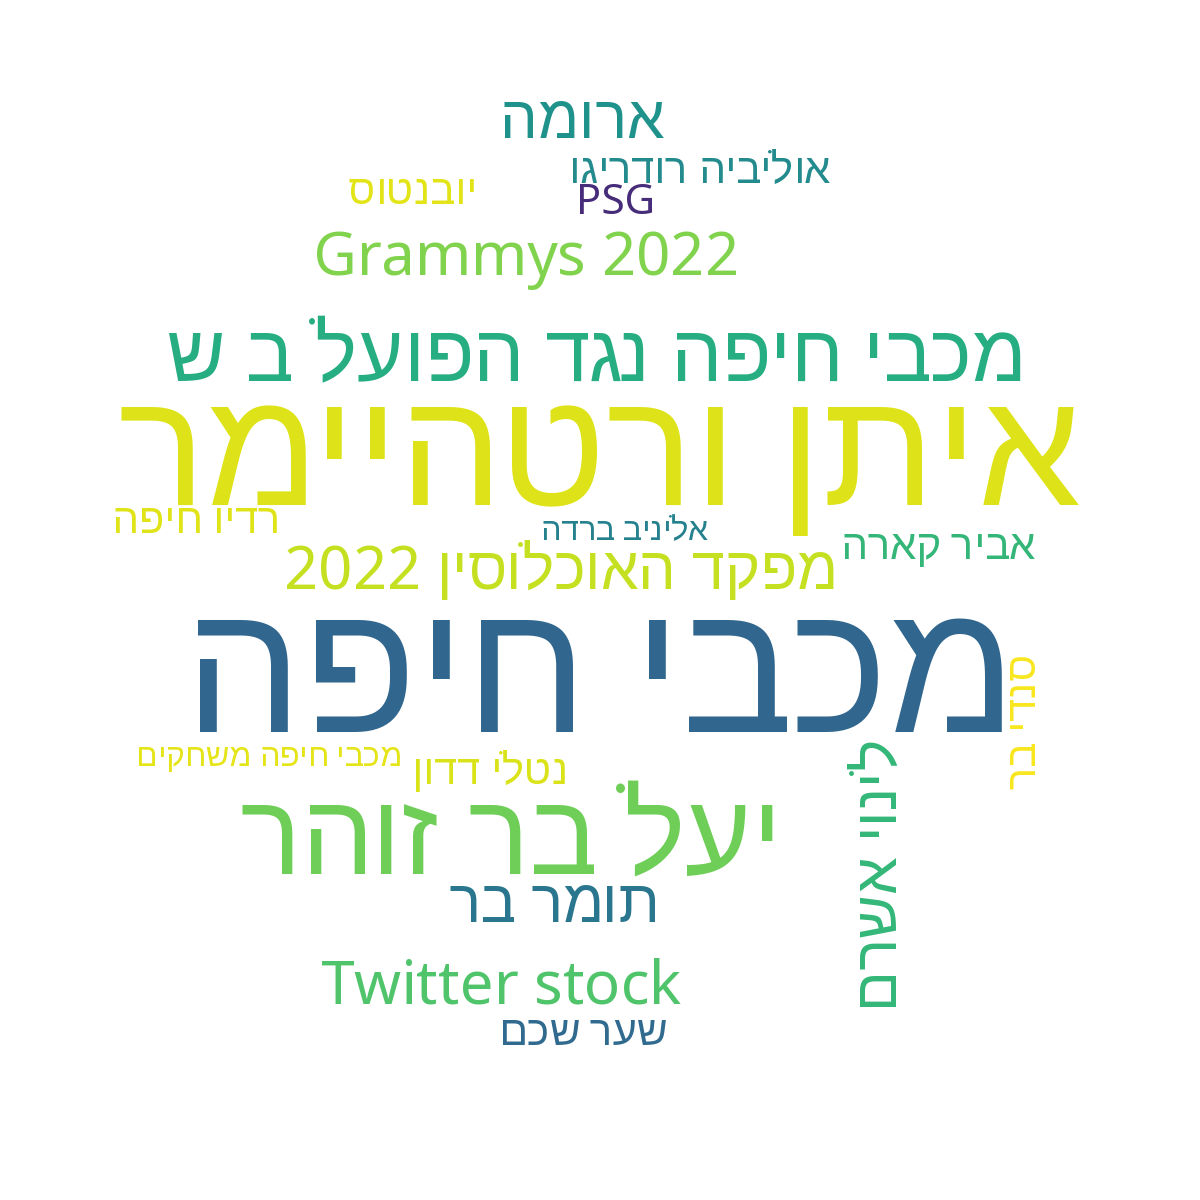 ארומה
אוליביה רודריגו
יובנטוס
PSG
Grammys 2022
מכבי חיפה נגד הפועל ב ש
איתן ורטהיימר
רדיו חיפה
אלניב ברדה
אביר קארה
מפקד האוכלוסין 2022
מכבי חיפה
סנדי בר
מכבי חיפה משחקים
נטלי דדון
לינוי אשרם
יעל בר זוהר
תומר בר
Twitter stock
שער שכם